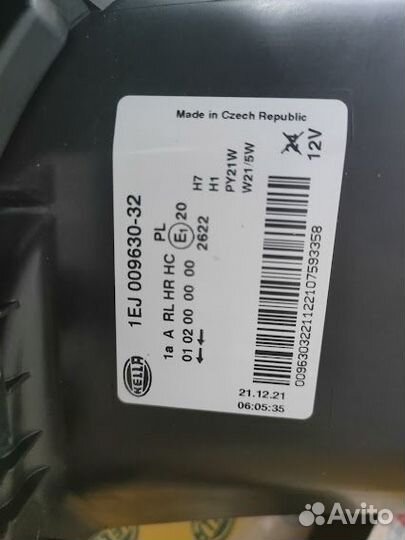 Made in Czech Republic
1EJ 009630-32
PL
1a A RL HR HC E1 20
01 02 00 00 00 2622
←
←
H7
H1
PY21W
W21/5W
24 12V
HELLA
21.12.21
06:05:35
0096303221122107593358
Avito